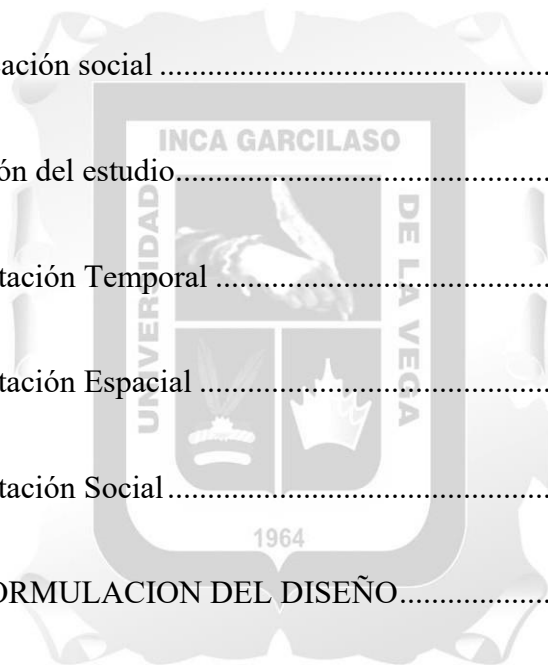 ación social ..........................................................
INCA GARCILASO
ón del estudio.......................................................
UNIVERSIDAD
DE LA VEGA
tación Temporal ..................................................
tación Espacial .....................................................
tación Social.........................................................
1964
ORMULACION DEL DISEÑO......................